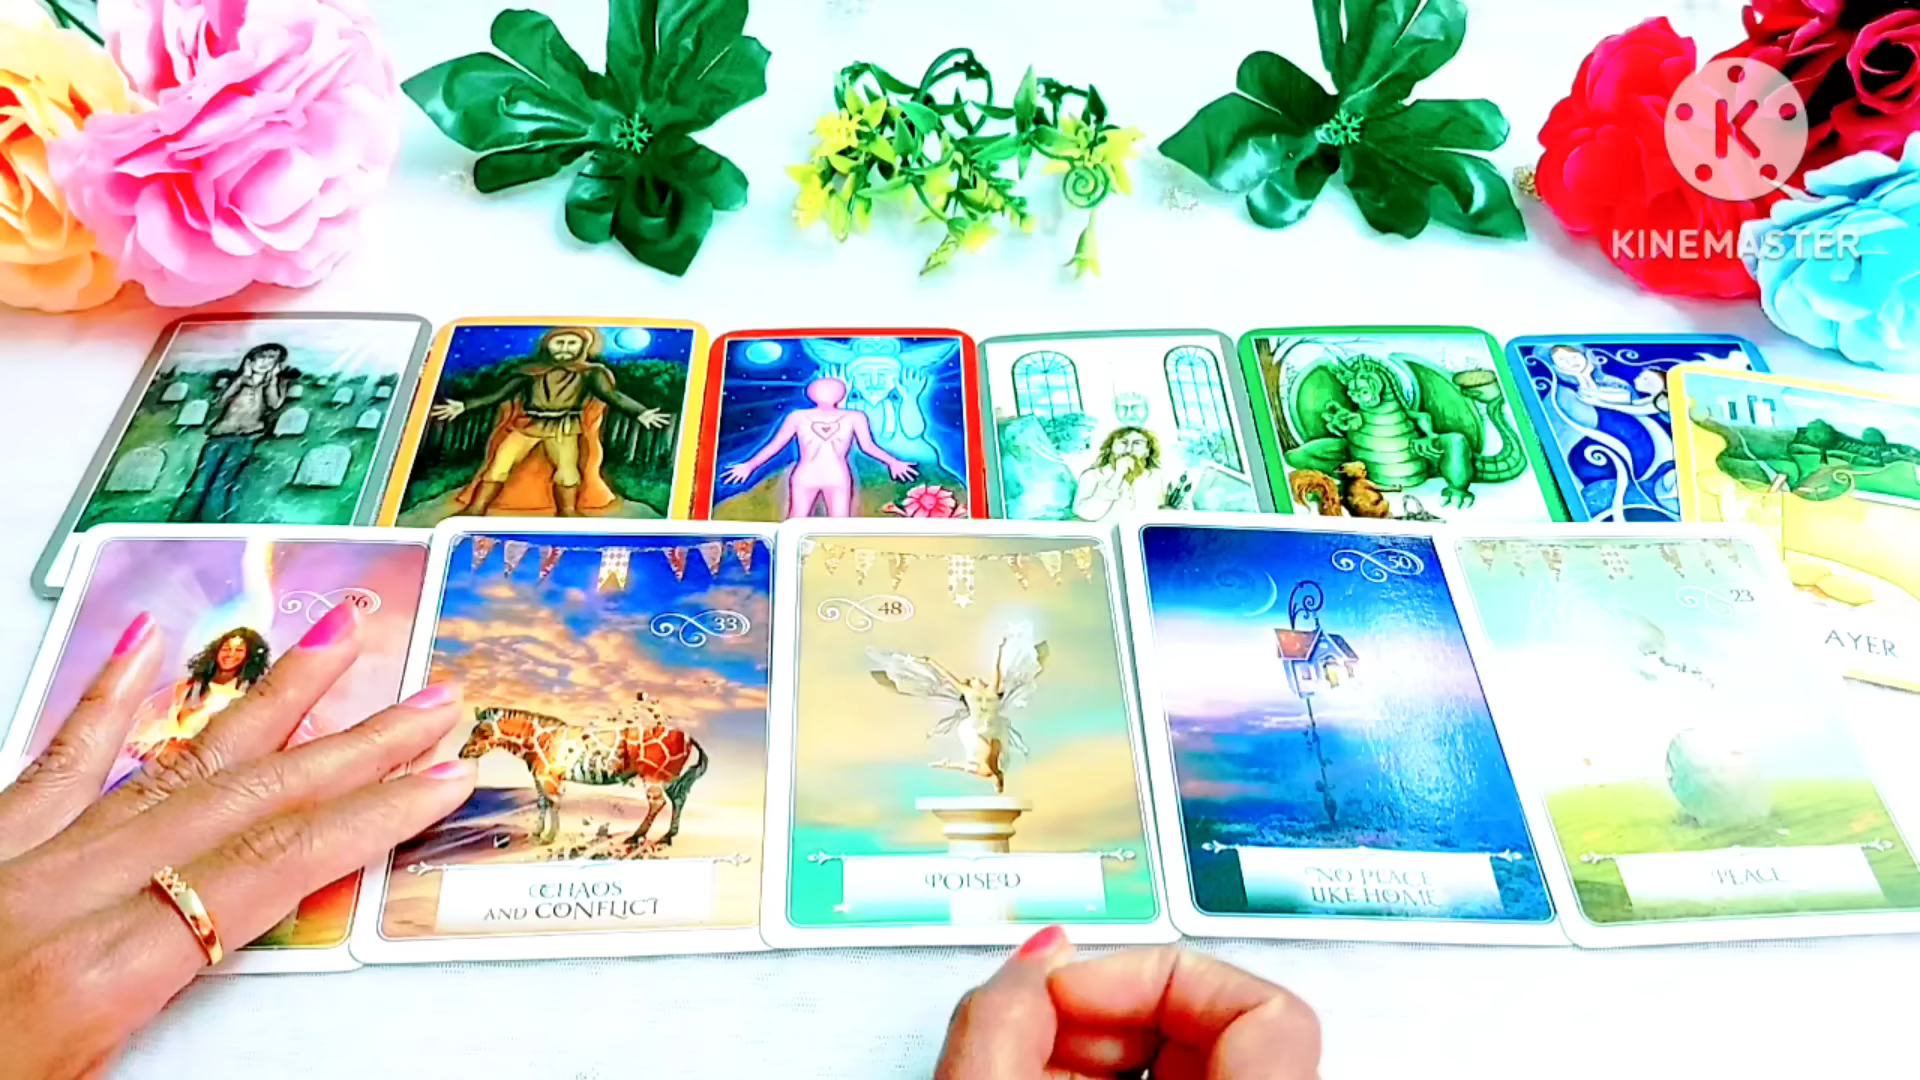 K
KINEMASTER
33
48
50
23
AYER
CHAOS
AND CONFLICT
POISED
NO PLACE
LIKE HOME
PEACE